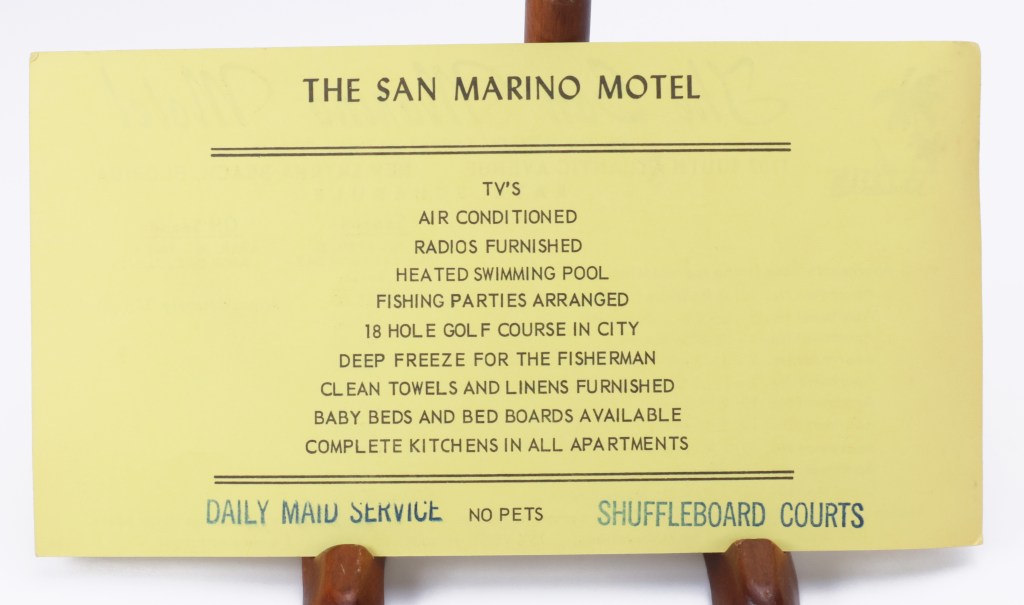 THE SAN MARINO MOTEL
TV'S
AIR CONDITIONED
RADIOS FURNISHED
HEATED SWIMMING POOL
FISHING PARTIES ARRANGED
18 HOLE GOLF COURSE IN CITY
DEEP FREEZE FOR THE FISHERMAN
CLEAN TOWELS AND LINENS FURNISHED
BABY BEDS AND BED BOARDS AVAILABLE
COMPLETE KITCHENS IN ALL APARTMENTS
DAILY MAID SERVICE NO PETS SHUFFLEBOARD COURTS